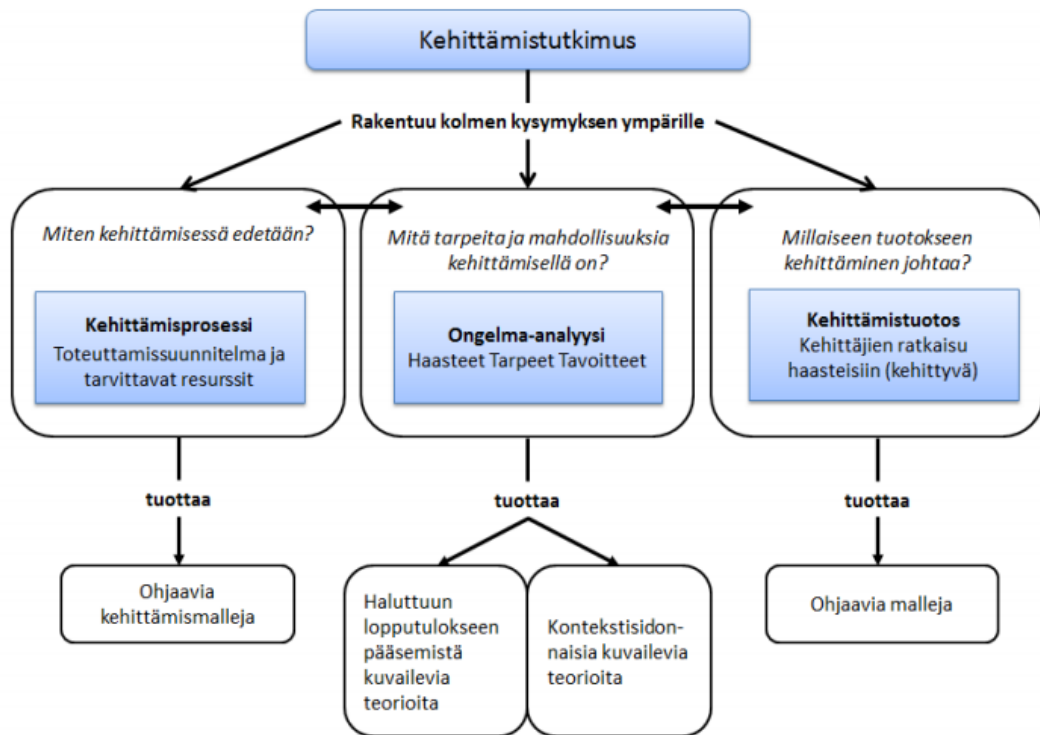 Kehittämistutkimus
Rakentuu kolmen kysymyksen ympärille
Miten kehittämisessä edetään?
Kehittämisprosessi
Toteuttamissuunnitelma ja
tarvittavat resurssit
Mitä tarpeita ja mahdollisuuksia
kehittämisellä on?
Ongelma-analyysi
Haasteet Tarpeet Tavoitteet
Millaiseen tuotokseen
kehittäminen johtaa?
Kehittämistuotos
Kehittäjien ratkaisu
haasteisiin (kehittyvä)
tuottaa
tuottaa
tuottaa
Ohjaavia
kehittämismalleja
Haluttuun
lopputulokseen
pääsemistä
kuvailevia
teorioita
Kontekstisidon-
naisia kuvailevia
teorioita
Ohjaavia malleja